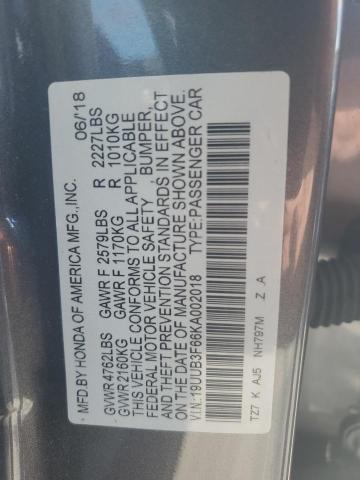 MFD.BY HONDA OF AMERICA MFG.,INC. 06/18
GVWR 4762LBS GAWR F 2579LBS R 2227LBS
GVWR 2160KG GAWR F 1170KG R 1010KG
THIS VEHICLE CONFORMS TO ALL APPLICABLE
FEDERAL MOTOR VEHICLE SAFETY, BUMPER,
AND THEFT PREVENTION STANDARDS IN EFFECT
ON THE DATE OF MANUFACTURE SHOWN ABOVE.
V.I.N:19UUB3F66KA002018 TYPE:PASSENGER CAR
TZ7 K AJ5 NH797M Z A